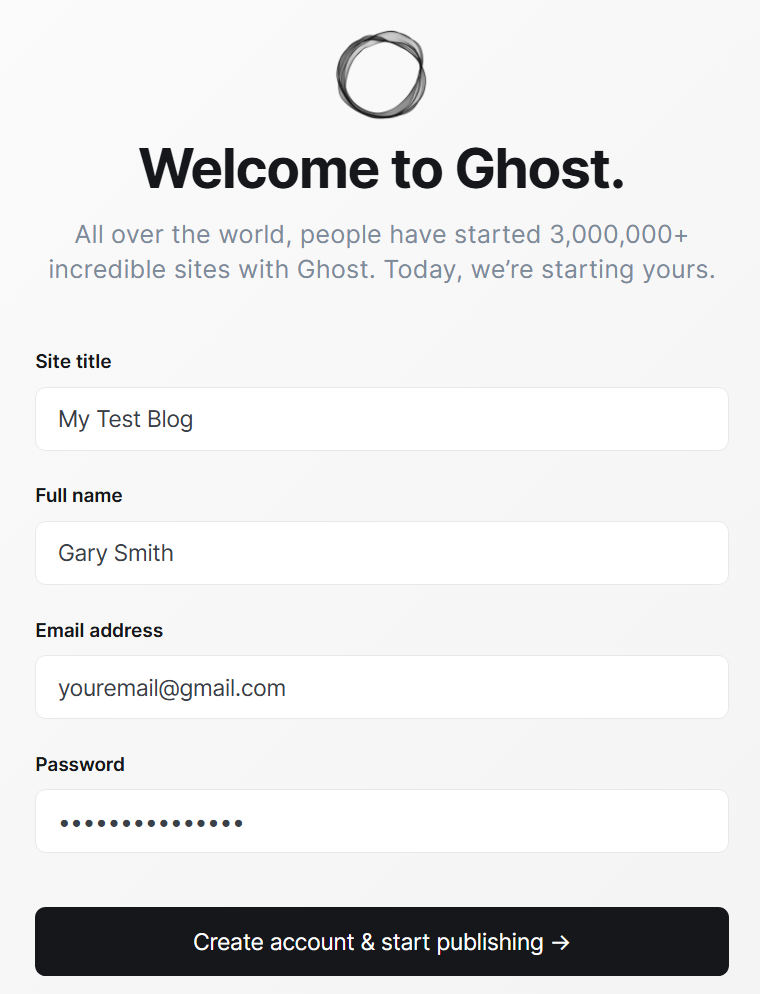 Welcome to Ghost.
All over the world, people have started 3,000,000+
incredible sites with Ghost. Today, we’re starting yours.
Site title
My Test Blog
Full name
Gary Smith
Email address
youremail@gmail.com
Password
•••••••••••••••
Create account & start publishing →